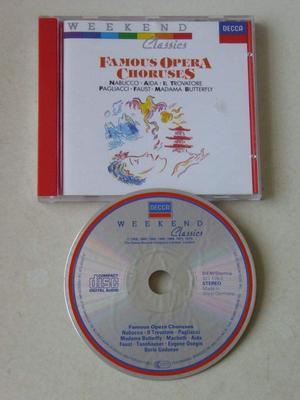 WEEKEND
Classics
DECCA
FAMOUS OPERA
CHORUSES
NABUCCO · AIDA · IL TROVATORE
PAGLIACCI · FAUST · MADAMA BUTTERFLY
DECCA
WEEKEND
Classics
COMPACT
disc
DIGITAL AUDIO
STEREO
Made in
West Germany
Famous Opera Choruses
Nabucco · Il Trovatore · Pagliacci
Madama Butterfly · Macbeth · Aida
Faust · Tannhäuser · Eugene Onegin
Boris Godunov